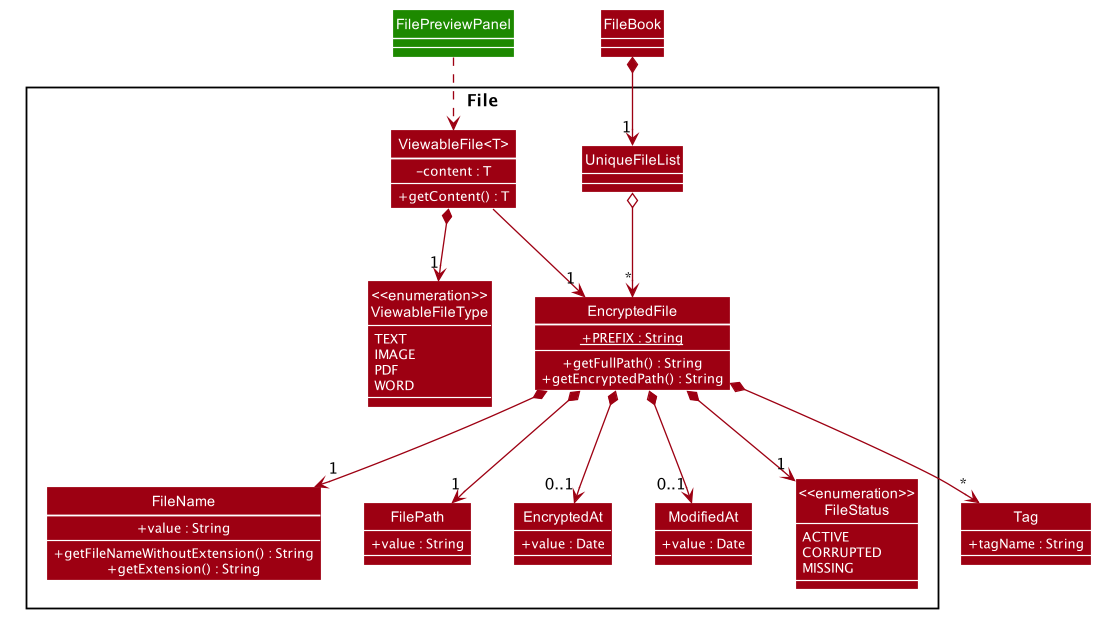 FilePreviewPanel
FileBook
File
ViewableFile<T>
-content : T
+getContent() : T
1
UniqueFileList
1
<<enumeration>>
ViewableFileType
TEXT
IMAGE
PDF
WORD
1
*
EncryptedFile
+PREFIX : String
+getFullPath() : String
+getEncryptedPath() : String
1
FileName
+value : String
+getFileNameWithoutExtension() : String
+getExtension() : String
1
FilePath
+value : String
0..1
EncryptedAt
+value : Date
0..1
ModifiedAt
+value : Date
1
<<enumeration>>
FileStatus
ACTIVE
CORRUPTED
MISSING
*
Tag
+tagName : String